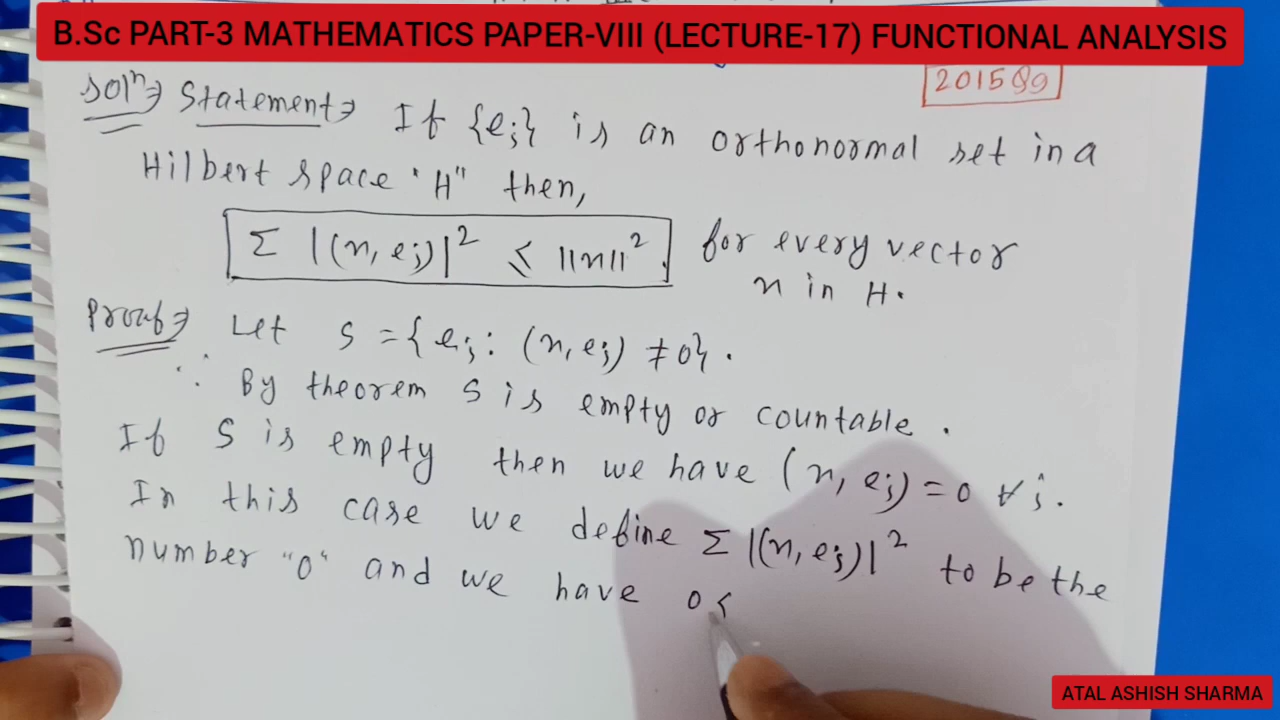 B.Sc PART-3 MATHEMATICS PAPER-VIII (LECTURE-17) FUNCTIONAL ANALYSIS
2015 Q9
Solⁿ⇒ Statement⇒ If {eᵢ} is an orthonormal set in a
Hilbert space "H" then,
Σ |(x, eᵢ)|² ≤ ||x||². for every vector
x in H.
Proof⇒ Let S = {eᵢ : (x, eᵢ) ≠ 0}.
∴ By theorem S is empty or countable.
If S is empty then we have (x, eᵢ) = 0 ∀ i.
In this case we define Σ |(x, eᵢ)|² to be the
number "0" and we have 0 <
ATAL ASHISH SHARMA